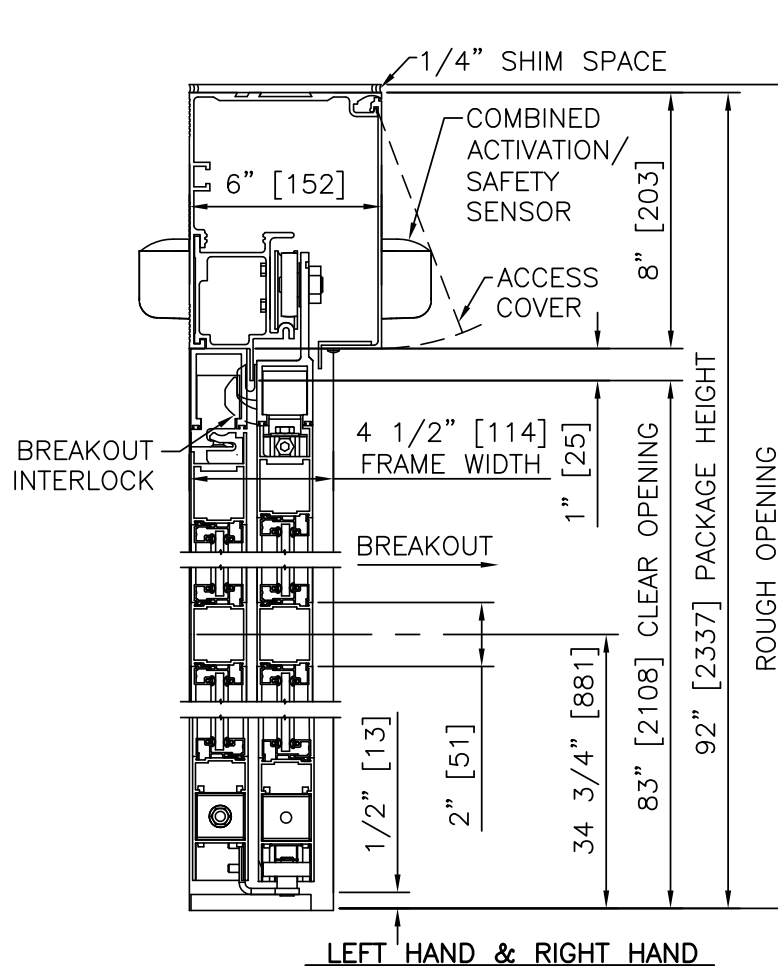 1/4" SHIM SPACE
COMBINED
ACTIVATION/
SAFETY
SENSOR
6" [152]
8" [203]
ACCESS
COVER
BREAKOUT
INTERLOCK
4 1/2" [114]
FRAME WIDTH
1" [25]
BREAKOUT
1/2" [13]
2" [51]
34 3/4" [881]
83" [2108] CLEAR OPENING
92" [2337] PACKAGE HEIGHT
ROUGH OPENING
LEFT HAND & RIGHT HAND